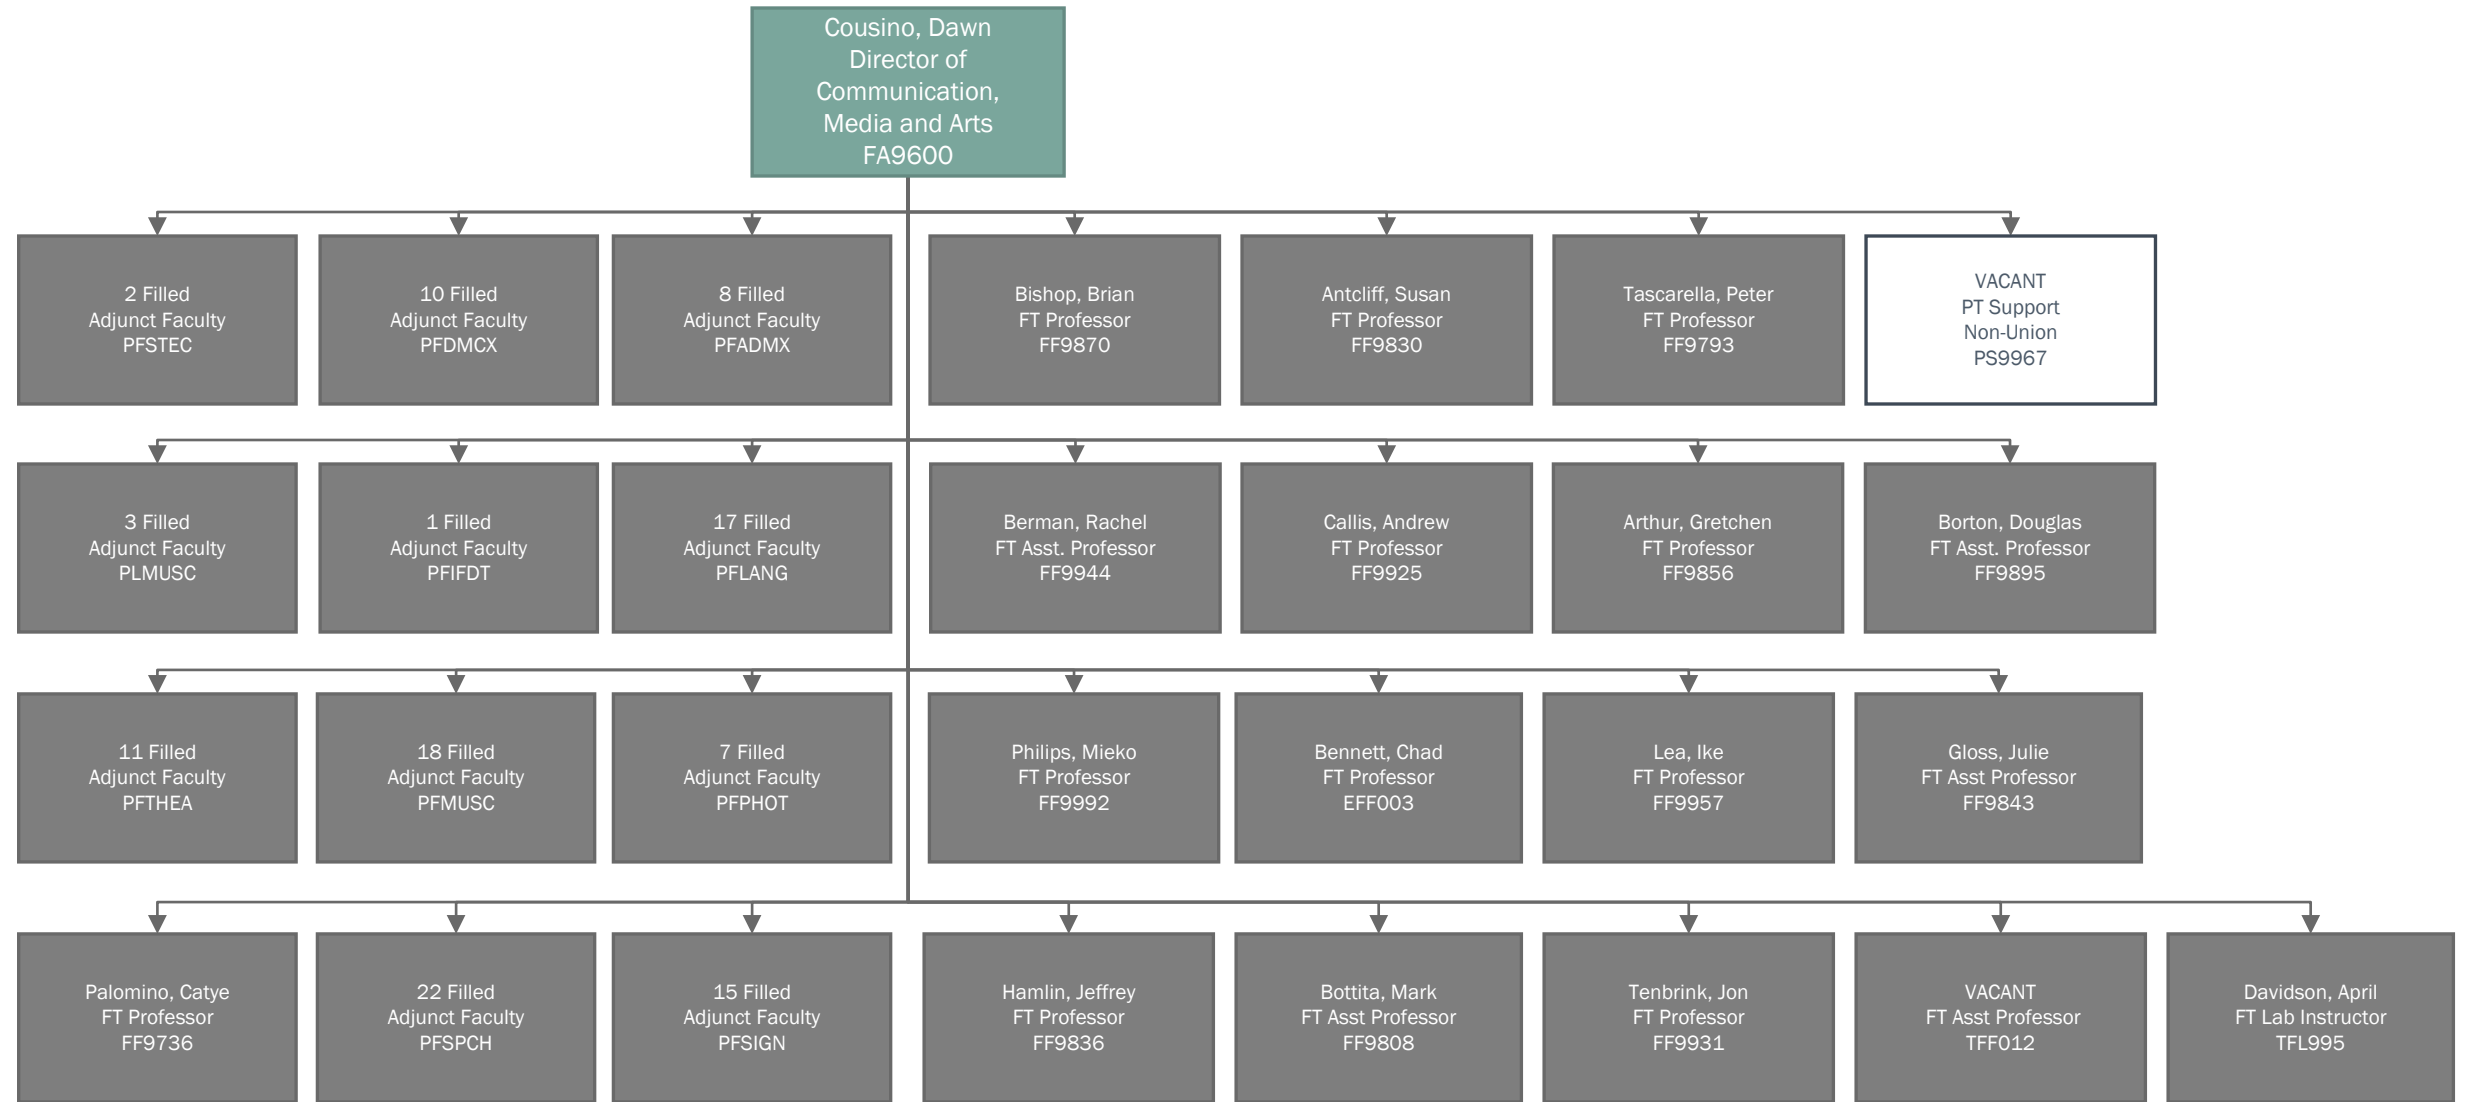 Cousino, Dawn
Director of
Communication,
Media and Arts
FA9600
2 Filled
Adjunct Faculty
PFSTEC
10 Filled
Adjunct Faculty
PFDMCX
8 Filled
Adjunct Faculty
PFADMX
Bishop, Brian
FT Professor
FF9870
Antcliff, Susan
FT Professor
FF9830
Tascarella, Peter
FT Professor
FF9793
VACANT
PT Support
Non-Union
PS9967
3 Filled
Adjunct Faculty
PLMUSC
1 Filled
Adjunct Faculty
PFIFDT
17 Filled
Adjunct Faculty
PFLANG
Berman, Rachel
FT Asst. Professor
FF9944
Callis, Andrew
FT Professor
FF9925
Arthur, Gretchen
FT Professor
FF9856
Borton, Douglas
FT Asst. Professor
FF9895
11 Filled
Adjunct Faculty
PFTHEA
18 Filled
Adjunct Faculty
PFMUSC
7 Filled
Adjunct Faculty
PFPHOT
Philips, Mieko
FT Professor
FF9992
Bennett, Chad
FT Professor
EFF003
Lea, Ike
FT Professor
FF9957
Gloss, Julie
FT Asst Professor
FF9843
Palomino, Catye
FT Professor
FF9736
22 Filled
Adjunct Faculty
PFSPCH
15 Filled
Adjunct Faculty
PFSIGN
Hamlin, Jeffrey
FT Professor
FF9836
Bottita, Mark
FT Asst Professor
FF9808
Tenbrink, Jon
FT Professor
FF9931
VACANT
FT Asst Professor
TFF012
Davidson, April
FT Lab Instructor
TFL995